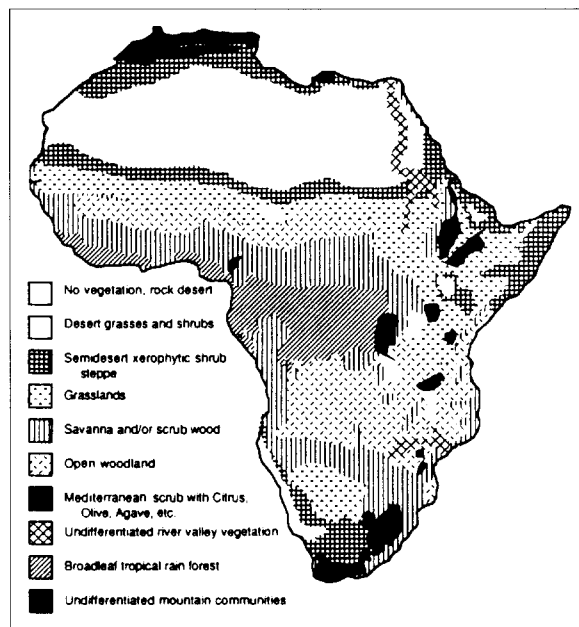 No vegetation, rock desert
Desert grasses and shrubs
Semidesert xerophytic shrub
steppe
Grasslands
Savanna and/or scrub wood
Open woodland
Mediterranean scrub with Citrus,
Olive, Agave, etc.
Undifferentiated river valley vegetation
Broadleaf tropical rain forest
Undifferentiated mountain communities